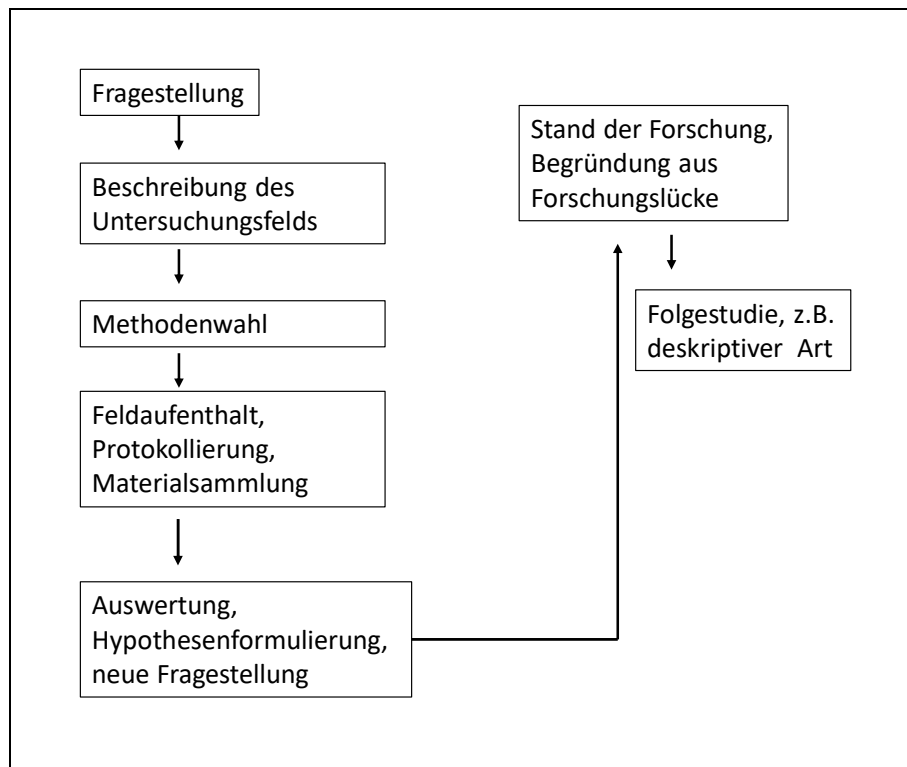 Fragestellung
Beschreibung des
Untersuchungsfelds
Methodenwahl
Feldaufenthalt,
Protokollierung,
Materialsammlung
Auswertung,
Hypothesenformulierung,
neue Fragestellung
Stand der Forschung,
Begründung aus
Forschungslücke
Folgestudie, z.B.
deskriptiver Art